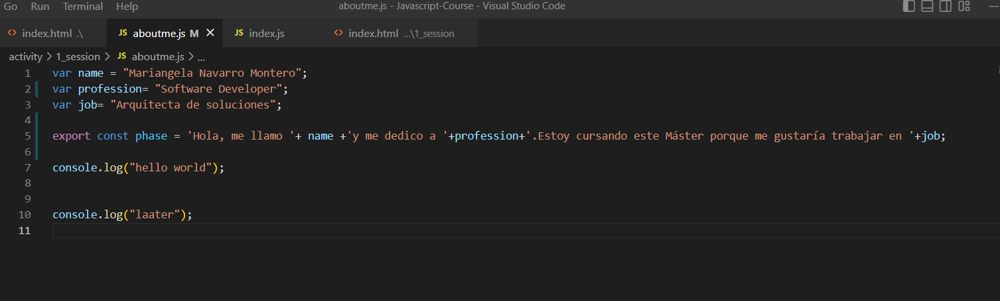 Go Run Terminal Help aboutme.js - Javascript-Course - Visual Studio Code
<> index.html .\ JS aboutme.js M × JS index.js <> index.html ...\1_session
activity > 1_session > JS aboutme.js > ...
1 var name = "Mariangela Navarro Montero";
2 var profession= "Software Developer";
3 var job= "Arquitecta de soluciones";
4
5 export const phase = 'Hola, me llamo '+ name +'y me dedico a '+profession+'.Estoy cursando este Máster porque me gustaría trabajar en '+job;
6
7 console.log("hello world");
8
9
10 console.log("laater");
11